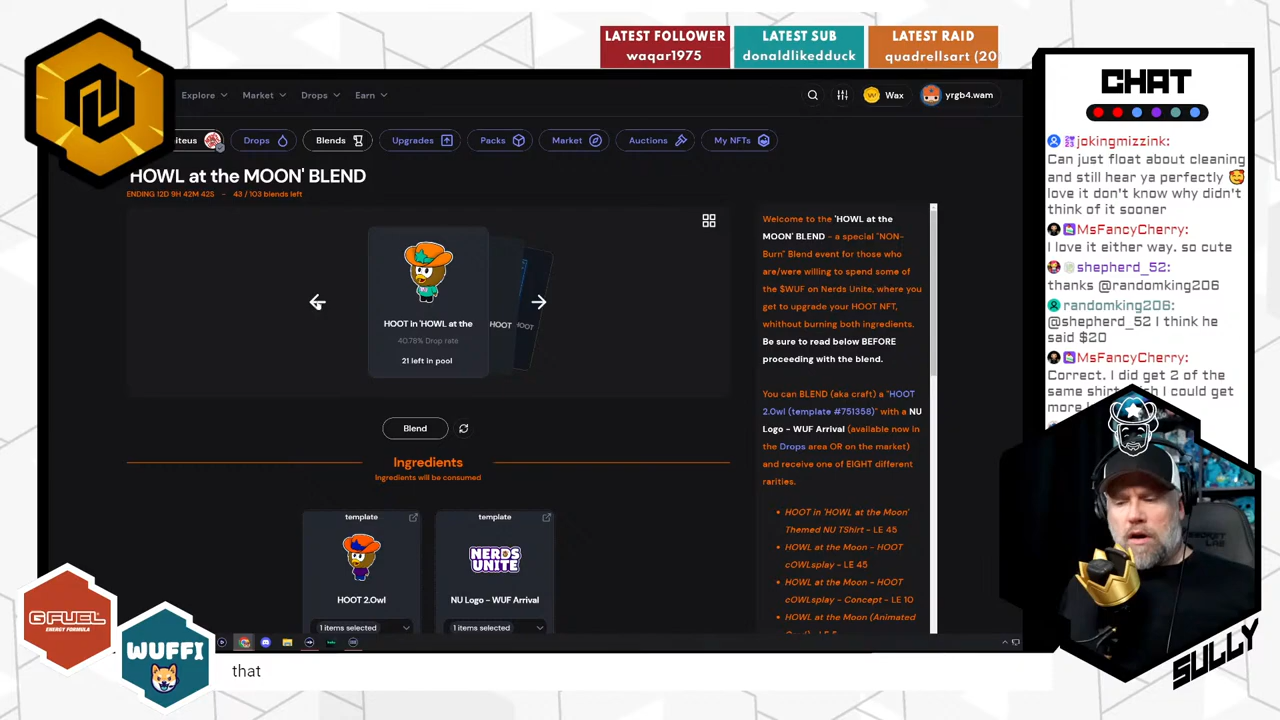 LATEST FOLLOWER
waqar1975
LATEST SUB
donaldlikedduck
LATEST RAID
quadrellsart (20
Explore
Market
Drops
Earn
Wax
yrgb4.wam
iteus
Drops
Blends
Upgrades
Packs
Market
Auctions
My NFTs
HOWL at the MOON' BLEND
ENDING 12D 9H 42M 42S - 43 / 103 blends left
HOOT in 'HOWL at the
40.78% Drop rate
21 left in pool
HOOT
HOOT
Blend
Ingredients
Ingredients will be consumed
template
NERDS
UNITE
HOOT 2.Owl
1 items selected
template
NU Logo - WUF Arrival
1 items selected
Welcome to the 'HOWL at the
MOON' BLEND - a special "NON-
Burn" Blend event for those who
are/were willing to spend some of
the $WUF on Nerds Unite, where you
get to upgrade your HOOT NFT,
whithout burning both ingredients.
Be sure to read below BEFORE
proceeding with the blend.
You can BLEND (aka craft) a "HOOT
2.Owl (template #751358)" with a NU
Logo - WUF Arrival (available now in
the Drops area OR on the market)
and receive one of EIGHT different
rarities.
• HOOT in 'HOWL at the Moon'
Themed NU TShirt - LE 45
• HOWL at the Moon - HOOT
cOWLsplay - LE 45
• HOWL at the Moon - HOOT
cOWLsplay - Concept - LE 10
• HOWL at the Moon (Animated
CHAT
jokingmizzink:
Can just float about cleaning
and still hear ya perfectly
love it don't know why didn't
think of it sooner
MsFancyCherry:
I love it either way. so cute
shepherd_52:
thanks @randomking206
randomking206:
@shepherd_52 I think he
said $20
MsFancyCherry:
Correct. I did get 2 of the
same shirt
I could get
SECRET
LAB
SULLY
G FUEL
ENERGY FORMULA
WUFFI
that